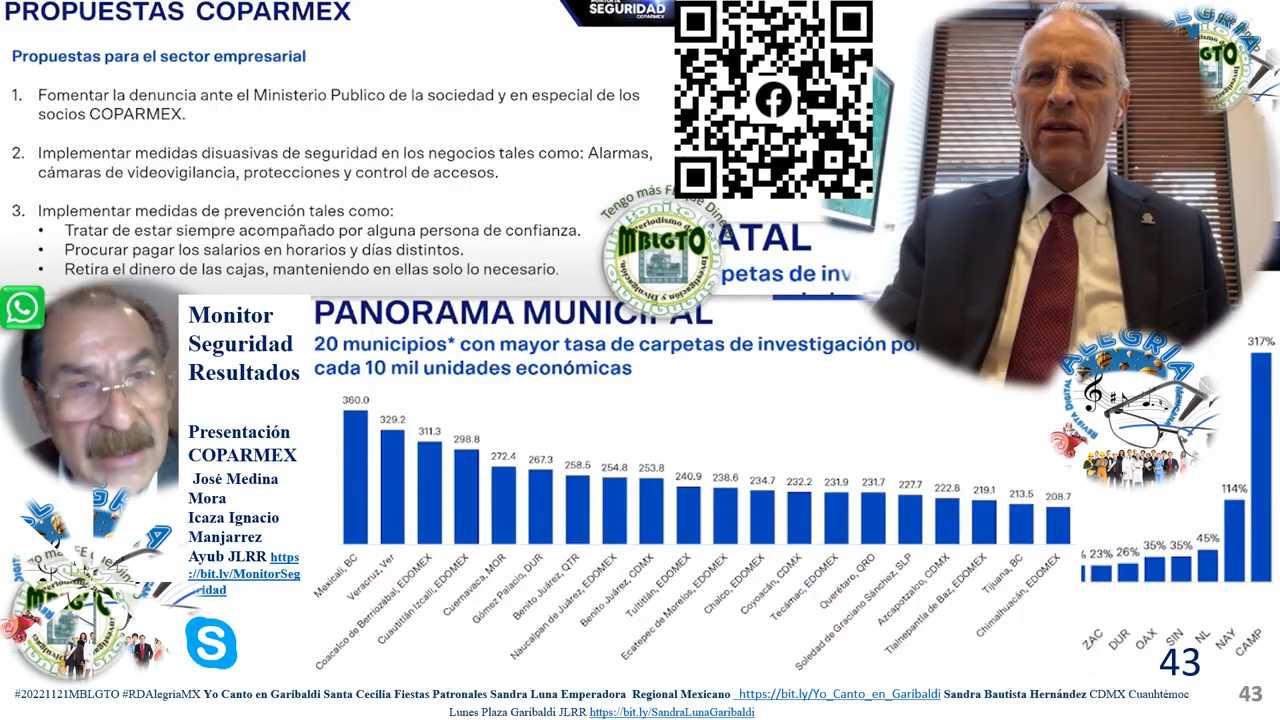 PROPUESTAS COPARMEX
SEGURIDAD
COPARMEX
Propuestas para el sector empresarial
1. Fomentar la denuncia ante el Ministerio Publico de la sociedad y en especial de los
socios COPARMEX.
2. Implementar medidas disuasivas de seguridad en los negocios tales como: Alarmas,
cámaras de videovigilancia, protecciones y control de accesos.
3. Implementar medidas de prevención tales como:
• Tratar de estar siempre acompañado por alguna persona de confianza.
• Procurar pagar los salarios en horarios y días distintos.
• Retira el dinero de las cajas, manteniendo en ellas solo lo necesario.
Tengo más
MBLGTO
Periodismo de
Investigación y Divulgación
ATAL
petas de inv
Monitor
Seguridad
Resultados
Presentación
COPARMEX
José Medina
Mora
Icaza Ignacio
Manjarrez
Ayub JLRR https
://bit.ly/MonitorSeg
ridad
PANORAMA MUNICIPAL
20 municipios* con mayor tasa de carpetas de investigación por
cada 10 mil unidades económicas
360.0 329.2 311.3 298.8 272.4 267.3 258.5 254.8 253.8 240.9 238.6 234.7 232.2 231.9 231.7 227.7 222.8 219.1 213.5 208.7
Mexicali, BC
Veracruz, Ver
Coacalco de Berriozábal, EDOMEX
Cuautitlán Izcalli, EDOMEX
Cuernavaca, MOR
Gómez Palacio, DUR
Benito Juárez, QTR
Naucalpan de Juárez, EDOMEX
Benito Juárez, CDMX
Tultitlán, EDOMEX
Ecatepec de Morelos, EDOMEX
Chalco, EDOMEX
Coyoacán, CDMX
Tecámac, EDOMEX
Querétaro, QRO
Soledad de Graciano Sánchez, SLP
Azcapotzalco, CDMX
Tlalnepantla de Baz, EDOMEX
Tijuana, BC
Chimalhuacán, EDOMEX
ALEGRIA
REVISTA DIGITAL
MEXICANA
23% 26% 35% 35% 45% 114% 317%
ZAC DUR OAX SIN NL NAY CAMP
43
#20221121MBLGTO #RDAlegriaMX Yo Canto en Garibaldi Santa Cecilia Fiestas Patronales Sandra Luna Emperadora Regional Mexicano https://bit.ly/Yo_Canto_en_Garibaldi Sandra Bautista Hernández CDMX Cuauhtémoc
43
Lunes Plaza Garibaldi JLRR https://bit.ly/SandraLunaGaribaldi